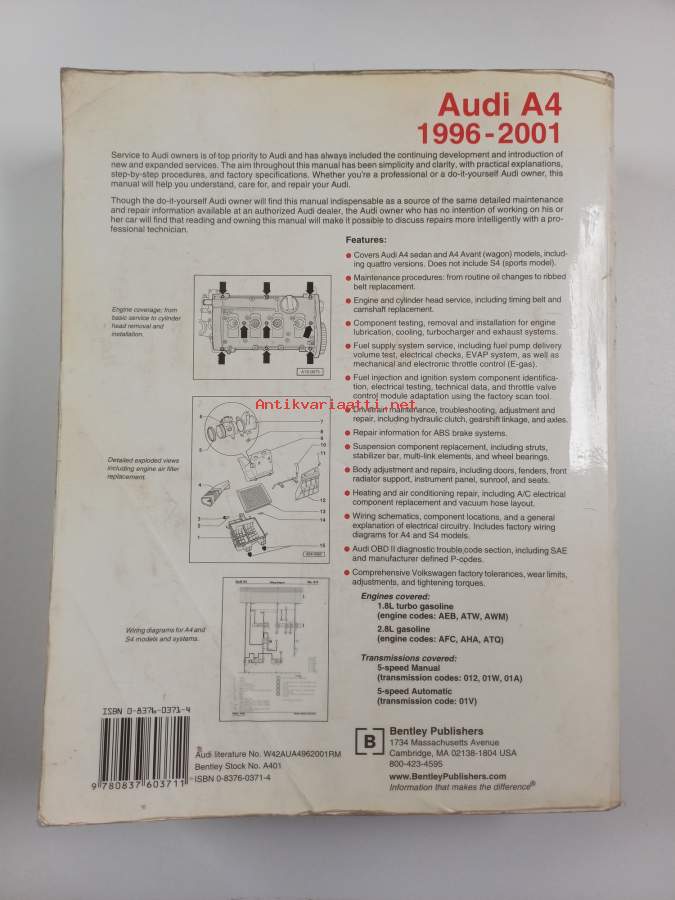 Audi A4
1996-2001
Service to Audi owners is of top priority to Audi and has always included the continuing development and introduction of
new and expanded services. The aim throughout this manual has been simplicity and clarity, with practical explanations,
step-by-step procedures, and factory specifications. Whether you're a professional or a do-it-yourself Audi owner, this
manual will help you understand, care for, and repair your Audi.
Though the do-it-yourself Audi owner will find this manual indispensable as a source of the same detailed maintenance
and repair information available at an authorized Audi dealer, the Audi owner who has no intention of working on his or
her car will find that reading and owning this manual will make it possible to discuss repairs more intelligently with a pro-
fessional technician.
Features:
Covers Audi A4 sedan and A4 Avant (wagon) models, includ-
ing quattro versions. Does not include S4 (sports model).
Maintenance procedures: from routine oil changes to ribbed
belt replacement.
Engine and cylinder head service, including timing belt and
camshaft replacement.
Component testing, removal and installation for engine
lubrication, cooling, turbocharger and exhaust systems.
Fuel supply system service, including fuel pump delivery
volume test, electrical checks, EVAP system, as well as
mechanical and electronic throttle control (E-gas).
Fuel injection and ignition system component identifica-
tion, electrical testing, technical data, and throttle valve
control module adaptation using the factory scan tool.
Drivetrain maintenance, troubleshooting, adjustment and
repair, including hydraulic clutch, gearshift linkage, and axles.
Repair information for ABS brake systems.
Suspension component replacement, including struts,
stabilizer bar, multi-link elements, and wheel bearings.
Body adjustment and repairs, including doors, fenders, front
radiator support, instrument panel, sunroof, and seats.
Heating and air conditioning repair, including A/C electrical
component replacement and vacuum hose layout.
Wiring schematics, component locations, and a general
explanation of electrical circuitry. Includes factory wiring
diagrams for A4 and S4 models.
Audi OBD II diagnostic trouble code section, including SAE
and manufacturer defined P-codes.
Comprehensive Volkswagen factory tolerances, wear limits,
adjustments, and tightening torques.
Engines covered:
1.8L turbo gasoline
(engine codes: AEB, ATW, AWM)
2.8L gasoline
(engine codes: AFC, AHA, ATQ)
Transmissions covered:
5-speed Manual
(transmission codes: 012, 01W, 01A)
5-speed Automatic
(transmission code: 01V)
Engine coverage; from
basic service to cylinder
head removal and
installation.
Detailed exploded views
including engine air filter
replacement.
6
5
4
3
2
1
7
8
9
10
11
12
13
14
15
Wiring diagrams for A4 and
S4 models and systems.
Antikvariaatti.net
ISBN 0-8376-0371-4
9 780837 603711
Audi literature No. W42AUA4962001RM
Bentley Stock No. A401
ISBN 0-8376-0371-4
B
Bentley Publishers
1734 Massachusetts Avenue
Cambridge, MA 02138-1804 USA
800-423-4595
www.BentleyPublishers.com
Information that makes the difference®